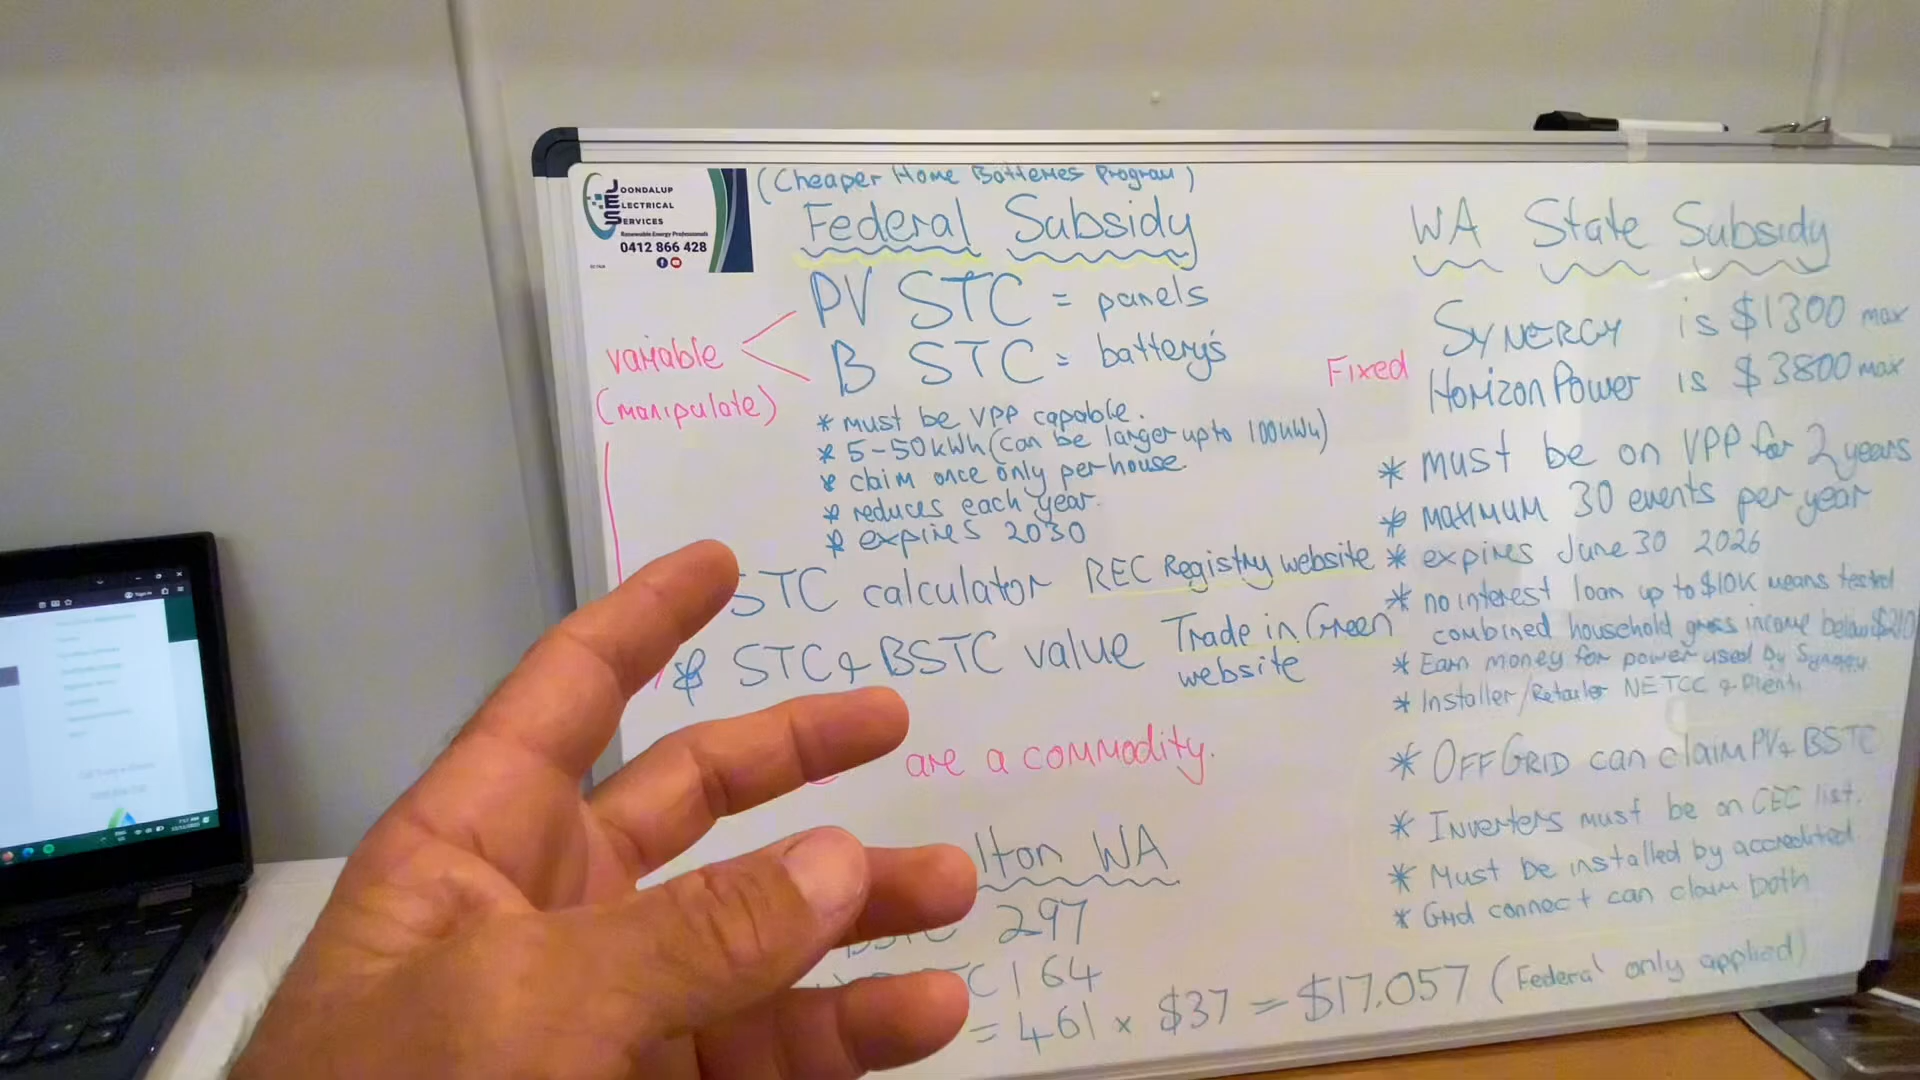 JOONDALUP
ELECTRICAL
SERVICES
Renewable Energy Professionals
0412 866 428
(Cheaper Home Batteries Program)
Federal Subsidy
PV STC = panels
B STC = battery's
variable
(manipulate)
* must be VPP capable.
* 5-50kWh (can be larger up to 100kWh)
* claim once only per house.
* reduces each year.
* expires 2030
STC calculator REC Registry website
* STC & BSTC value Trade in Green
website
are a commodity.
lton WA
BSTC 297
TC 164
= 461 x $37 = $17.057 (Federal only applied)
WA State Subsidy
Fixed
SYNERGY is $1300 max
Horizon Power is $3800 max
* must be on VPP for 2 years
* maximum 30 events per year
* expires June 30 2026
* no interest loan up to $10K means tested
combined household gross income below $210
* Earn money for power used by Synergy.
* Installer/Retailer NETCC &
* OFFGRID can claim PV & BSTC
* Inverters must be on CEC list.
* Must be installed by accredited.
* Grid connect can claim both